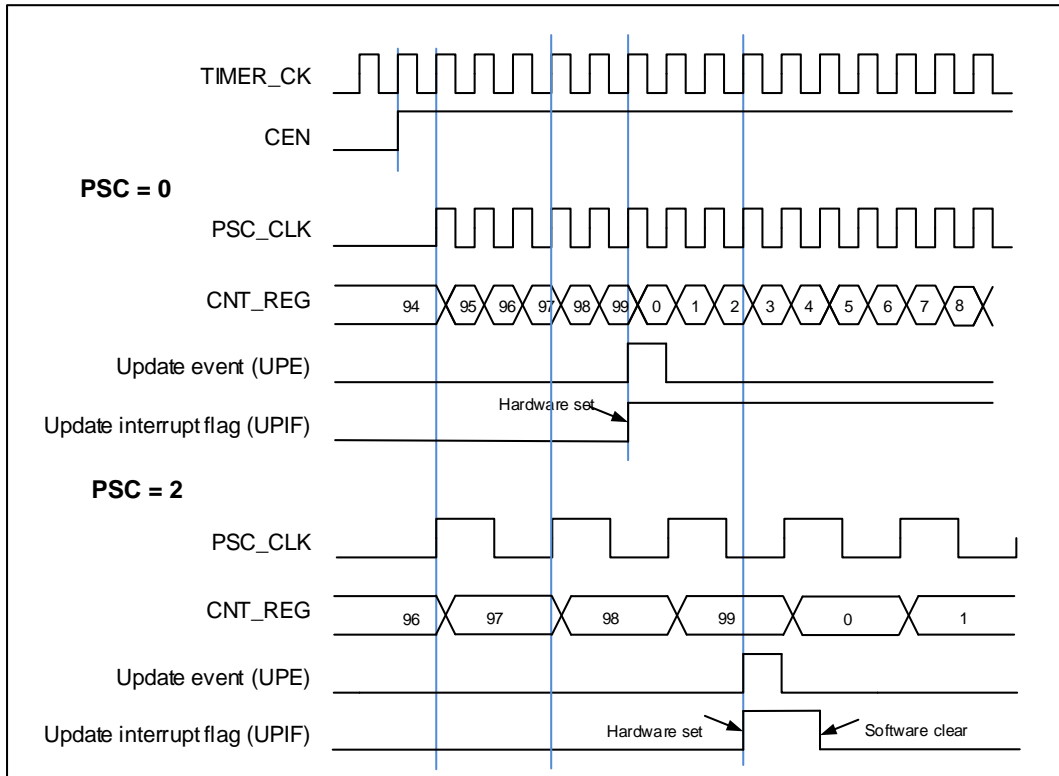 TIMER_CK
CEN
PSC = 0
PSC_CLK
CNT_REG 94 95 96 97 98 99 0 1 2 3 4 5 6 7 8
Update event (UPE)
Hardware set
Update interrupt flag (UPIF)
PSC = 2
PSC_CLK
CNT_REG 96 97 98 99 0 1
Update event (UPE)
Update interrupt flag (UPIF) Hardware set Software clear